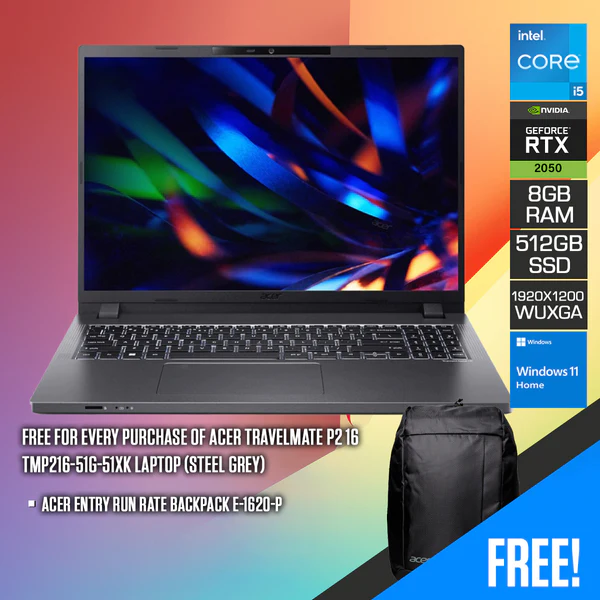 intel
CORE
i5
NVIDIA
GEFORCE
RTX
2050
8GB
RAM
512GB
SSD
1920X1200
WUXGA
Windows
Windows 11
Home
acer
acer
FREE FOR EVERY PURCHASE OF ACER TRAVELMATE P2 16
TMP216-51G-51XK LAPTOP (STEEL GREY)
▪ ACER ENTRY RUN RATE BACKPACK E-1620-P
acer
FREE!